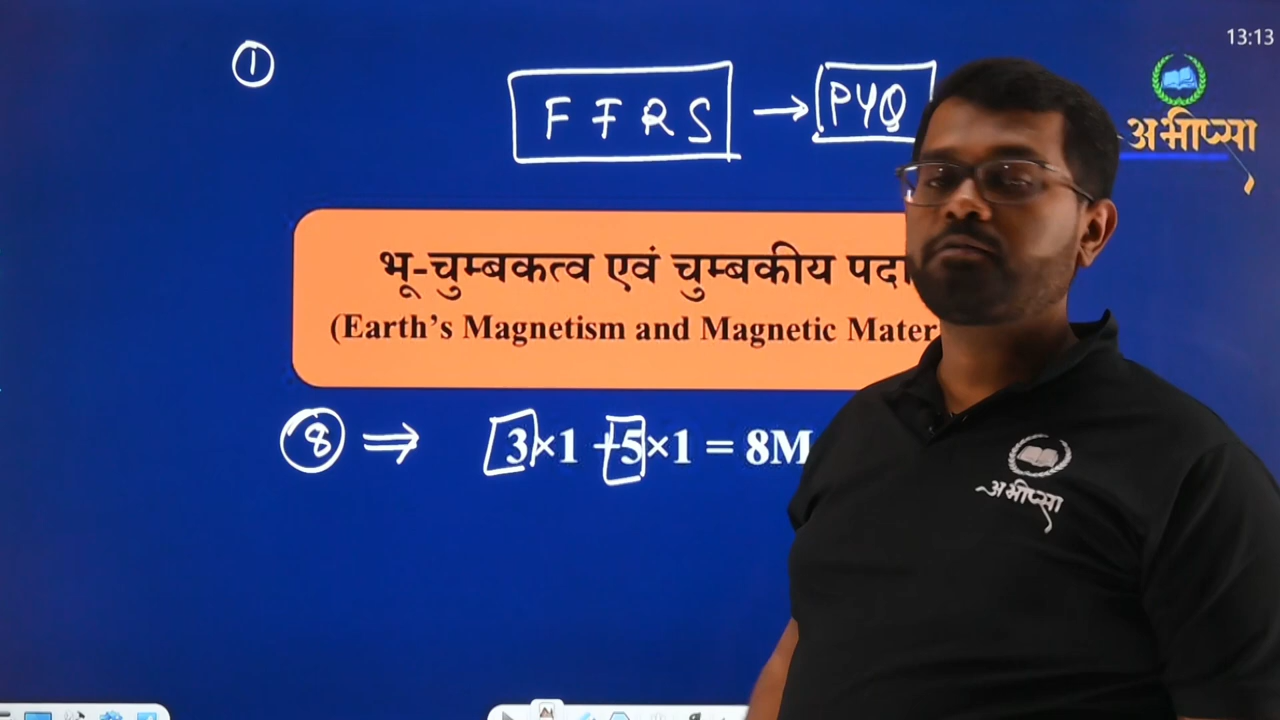 13:13
①
FFRS → PYQ
अभीप्सा
भू-चुम्बकत्व एवं चुम्बकीय
(Earth's Magnetism and Magnetic
⑧ ⇒ 3×1 +5×1 = 8M
अभीप्सा